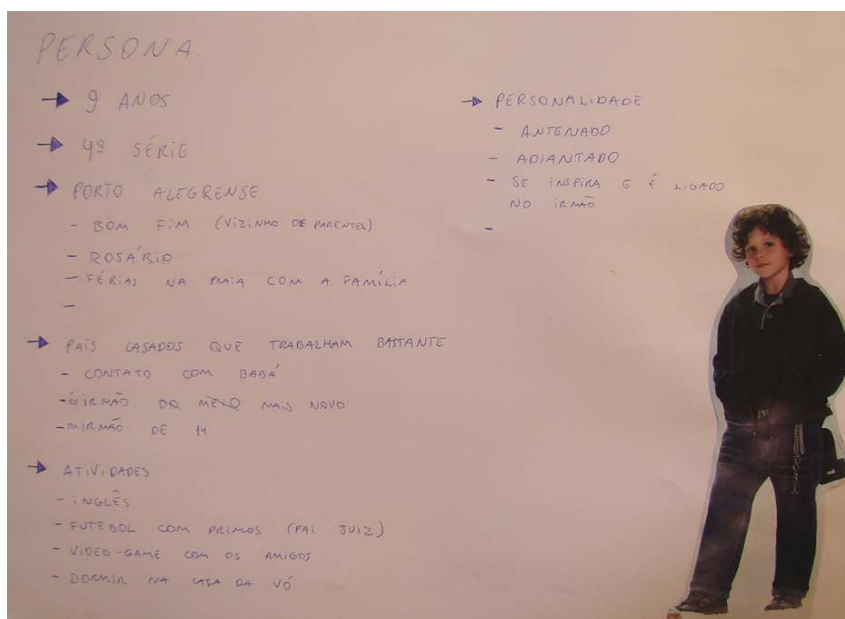 PERSONA.
→ 9 ANOS
→ 4ª SÉRIE
→ PORTO ALEGRENSE
- BOM FIM (VIZINHO DE PARENTES)
- ROSÁRIO
- FÉRIAS NA PRAIA COM A FAMÍLIA
-
→ PAIS CASADOS QUE TRABALHAM BASTANTE
- CONTATO COM BABÁ
- É IRMÃO DO MEIO MAIS NOVO
- IRMÃO DE 14
→ ATIVIDADES
- INGLÊS
- FUTEBOL COM PRIMOS (PAI JUIZ)
- VIDEO-GAME COM OS AMIGOS
- DORMIR NA CASA DA VÓ
→ PERSONALIDADE
- ANTENADO
- ADIANTADO
- SE INSPIRA E É LIGADO
NO IRMÃO
-